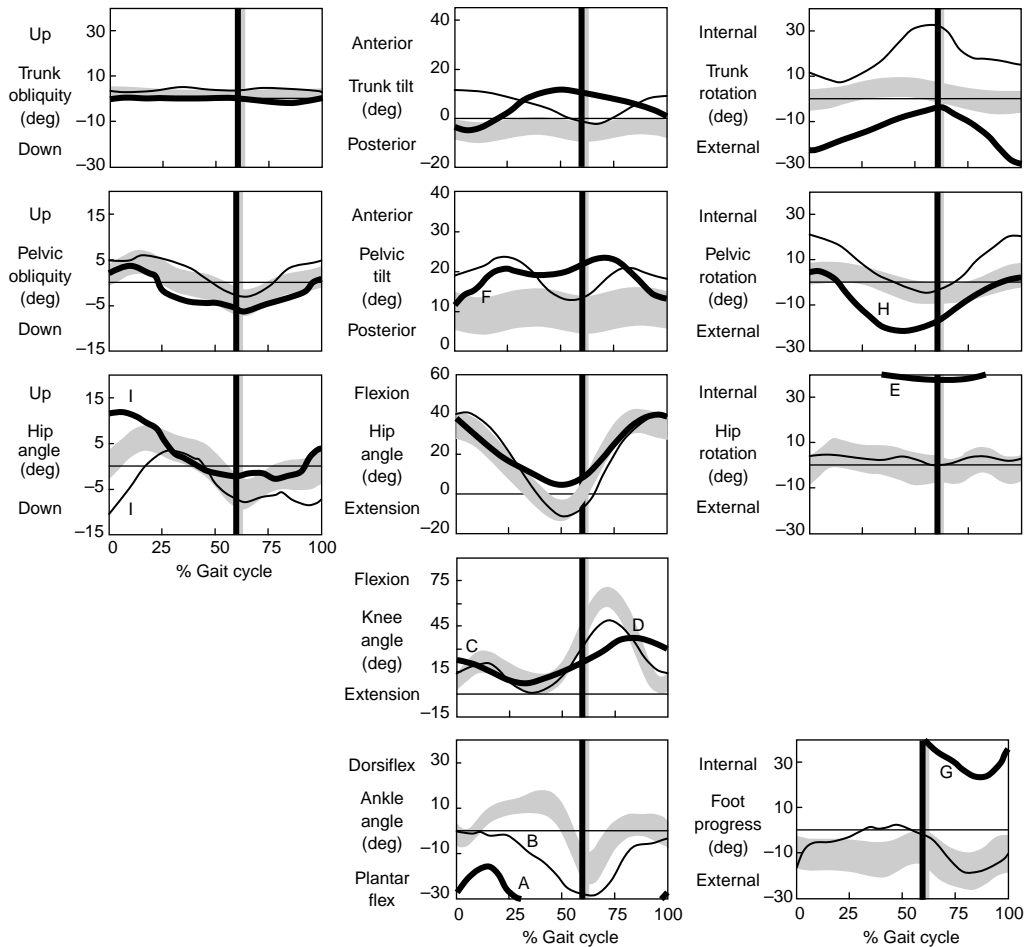 Up
Trunk
obliquity
(deg)
Down
30
10
–10
–30
Anterior
Trunk tilt
(deg)
Posterior
40
20
0
–20
Internal
Trunk
rotation
(deg)
External
30
10
–10
–30
Up
Pelvic
obliquity
(deg)
Down
15
5
–5
–15
Anterior
Pelvic
tilt
(deg)
Posterior
40
30
20
10
0
F
Internal
Pelvic
rotation
(deg)
External
30
10
–10
–30
H
Up
Hip
angle
(deg)
Down
15
5
–5
–15
I
I
0 25 50 75 100
% Gait cycle
Flexion
Hip
angle
(deg)
Extension
60
40
20
0
–20
Internal
Hip
rotation
(deg)
External
30
10
–10
–30
E
Flexion
Knee
angle
(deg)
Extension
75
45
15
–15
C
D
Dorsiflex
Ankle
angle
(deg)
Plantar
flex
30
10
–10
–30
B
A
0 25 50 75 100
% Gait cycle
Internal
Foot
progress
(deg)
External
30
10
–10
–30
G
0 25 50 75 100
% Gait cycle